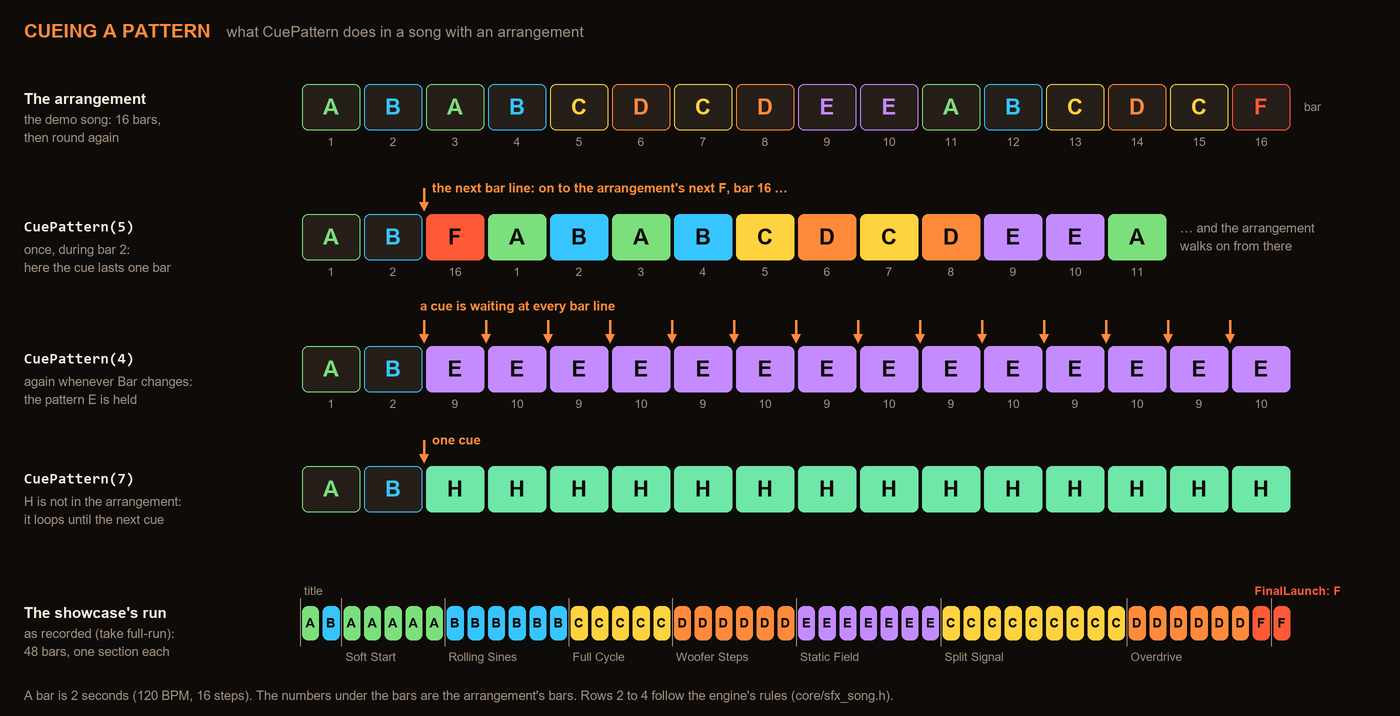 CUEING A PATTERN what CuePattern does in a song with an arrangement
The arrangement
the demo song: 16 bars,
then round again
A B A B C D C D E E A B C D C F bar
1 2 3 4 5 6 7 8 9 10 11 12 13 14 15 16
the next bar line: on to the arrangement's next F, bar 16 …
CuePattern(5)
once, during bar 2:
here the cue lasts one bar
A B F A B A B C D C D E E A
1 2 16 1 2 3 4 5 6 7 8 9 10 11
… and the arrangement
walks on from there
a cue is waiting at every bar line
CuePattern(4)
again whenever Bar changes:
the pattern E is held
A B E E E E E E E E E E E E E E
1 2 9 10 9 10 9 10 9 10 9 10 9 10 9 10
one cue
CuePattern(7)
H is not in the arrangement:
it loops until the next cue
A B H H H H H H H H H H H H H H
title
FinalLaunch: F
The showcase's run
as recorded (take full-run):
48 bars, one section each
A B A A A A A B B B B B B C C C C C D D D D D D E E E E E E E C C C C C C C C C D D D D D D F F
Soft Start Rolling Sines Full Cycle Woofer Steps Static Field Split Signal Overdrive
A bar is 2 seconds (120 BPM, 16 steps). The numbers under the bars are the arrangement's bars. Rows 2 to 4 follow the engine's rules (core/sfx_song.h).